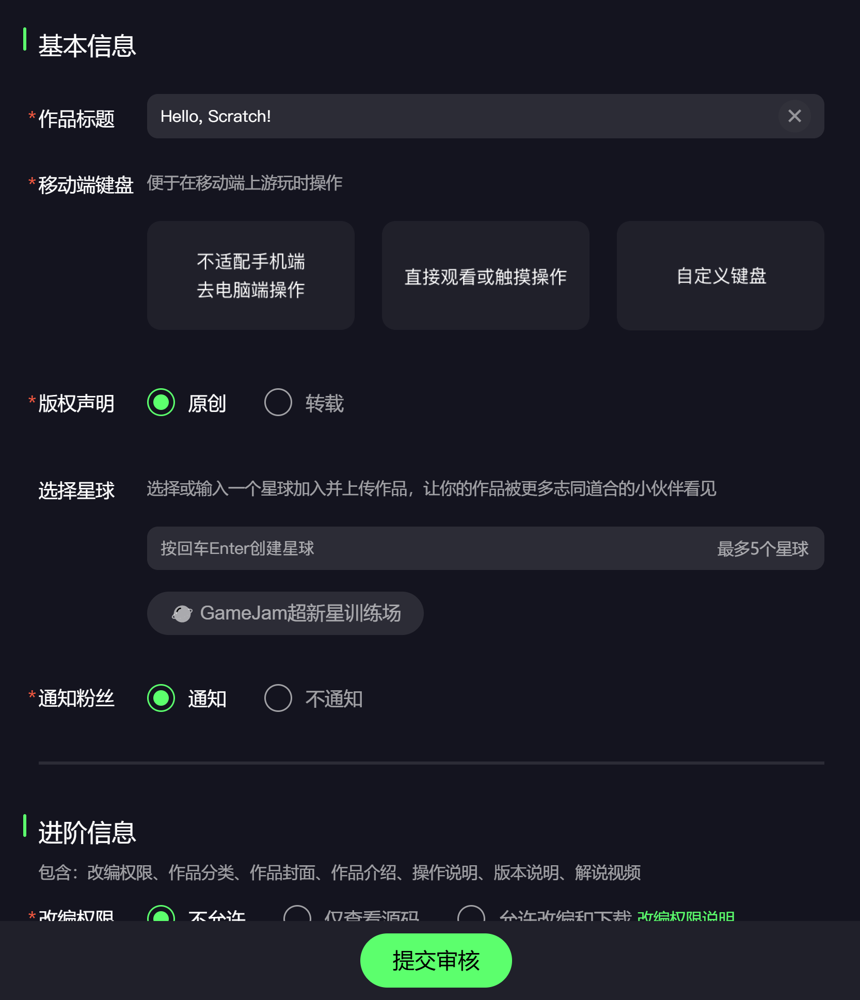 基本信息
*作品标题
Hello, Scratch!
*移动端键盘
便于在移动端上游玩时操作
不适配手机端
去电脑端操作
直接观看或触摸操作
自定义键盘
*版权声明
原创
转载
选择星球
选择或输入一个星球加入并上传作品，让你的作品被更多志同道合的小伙伴看见
按回车Enter创建星球
最多5个星球
GameJam超新星训练场
*通知粉丝
通知
不通知
进阶信息
包含：改编权限、作品分类、作品封面、作品介绍、操作说明、版本说明、解说视频
*改编权限
不允许
仅查看源码
允许改编和下载
改编权限说明
提交审核